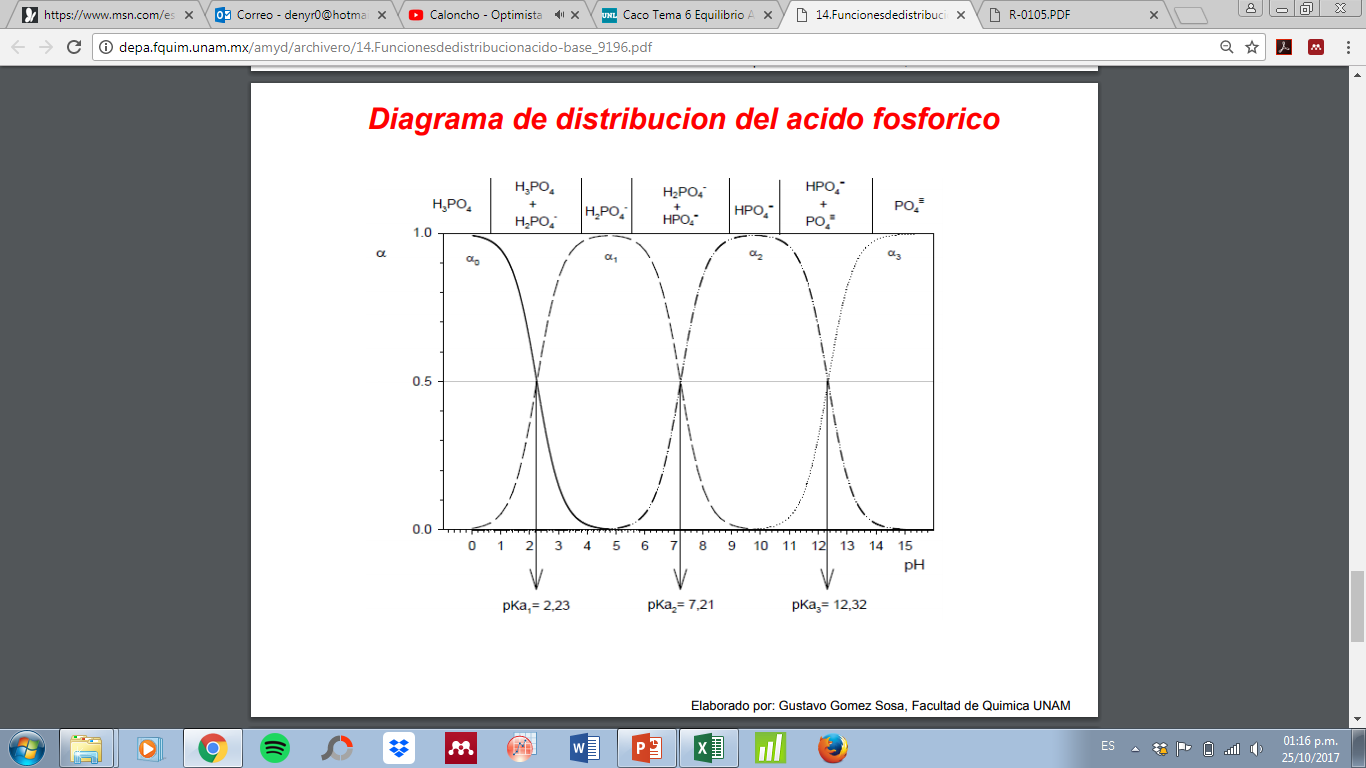 https://www.msn.com/es
Correo - denyr0@hotma
Caloncho - Optimista
UNL Caco Tema 6 Equilibrio A
14.Funcionesdedistribuci
R-0105.PDF
depa.fquim.unam.mx/amyd/archivero/14.Funcionesdedistribucionacido-base_9196.pdf
Diagrama de distribucion del acido fosforico
H₃PO₄
H₃PO₄
+
H₂PO₄⁻
H₂PO₄⁻
H₂PO₄⁻
+
HPO₄⁼
HPO₄⁼
HPO₄⁼
+
PO₄≡
PO₄≡
α
1.0
0.5
0.0
α₀
α₁
α₂
α₃
0 1 2 3 4 5 6 7 8 9 10 11 12 13 14 15
pH
pKa₁= 2,23
pKa₂= 7,21
pKa₃= 12,32
Elaborado por: Gustavo Gomez Sosa, Facultad de Quimica UNAM
ES
01:16 p.m.
25/10/2017